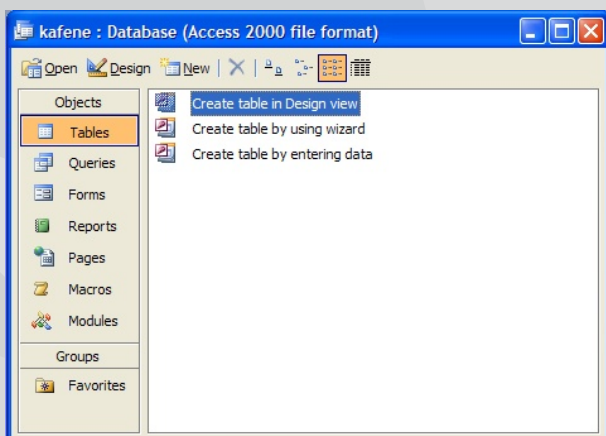 kafene : Database (Access 2000 file format)
Open Design New
Objects
Tables
Queries
Forms
Reports
Pages
Macros
Modules
Groups
Favorites
Create table in Design view
Create table by using wizard
Create table by entering data